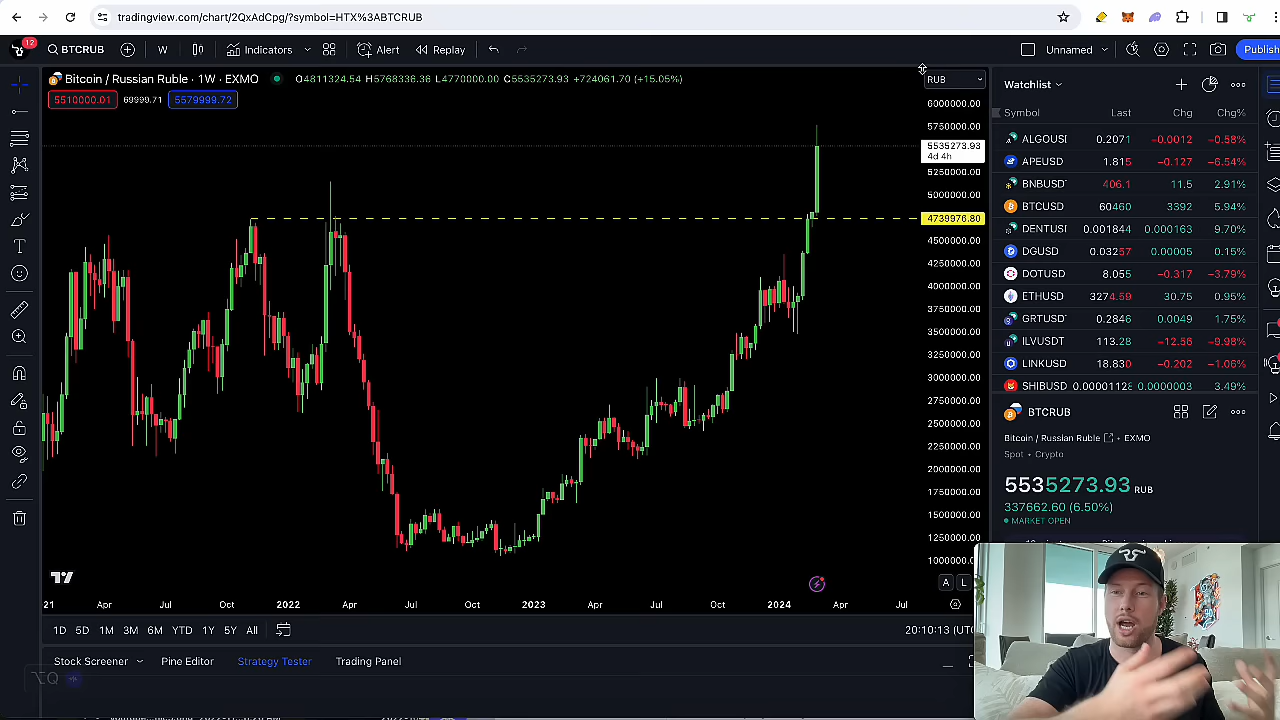 tradingview.com/chart/2QxAdCpg/?symbol=HTX%3ABTCRUB
12 BTCRUB W Indicators Alert Replay Unnamed Publish
Bitcoin / Russian Ruble · 1W · EXMO O4811324.54 H5768336.36 L4770000.00 C5535273.93 +724061.70 (+15.05%)
RUB
5510000.01 69999.71 5579999.72
6000000.00
5750000.00
5535273.93
4d 4h
5250000.00
5000000.00
4739976.80
4500000.00
4250000.00
4000000.00
3750000.00
3500000.00
3250000.00
3000000.00
2750000.00
2500000.00
2250000.00
2000000.00
1750000.00
1500000.00
1250000.00
1000000.00
A L
21 Apr Jul Oct 2022 Apr Jul Oct 2023 Apr Jul Oct 2024 Apr Jul
1D 5D 1M 3M 6M YTD 1Y 5Y All
20:10:13 (UTC
Stock Screener Pine Editor Strategy Tester Trading Panel
Watchlist
Symbol Last Chg Chg%
ALGOUSD 0.2071 −0.0012 −0.58%
APEUSD 1.815 −0.127 −6.54%
BNBUSD 406.1 11.5 2.91%
BTCUSD 60460 3392 5.94%
DENTUSD 0.001844 0.000163 9.70%
DGUSD 0.03257 0.00005 0.15%
DOTUSD 8.055 −0.317 −3.79%
ETHUSD 3274.59 30.75 0.95%
GRTUSD 0.2846 0.0049 1.75%
ILVUSDT 113.28 −12.56 −9.98%
LINKUSD 18.830 −0.202 −1.06%
SHIBUSD 0.00001128 0.0000003 3.49%
BTCRUB
Bitcoin / Russian Ruble EXMO
Spot • Crypto
5535273.93 RUB
337662.60 (6.50%)
MARKET OPEN